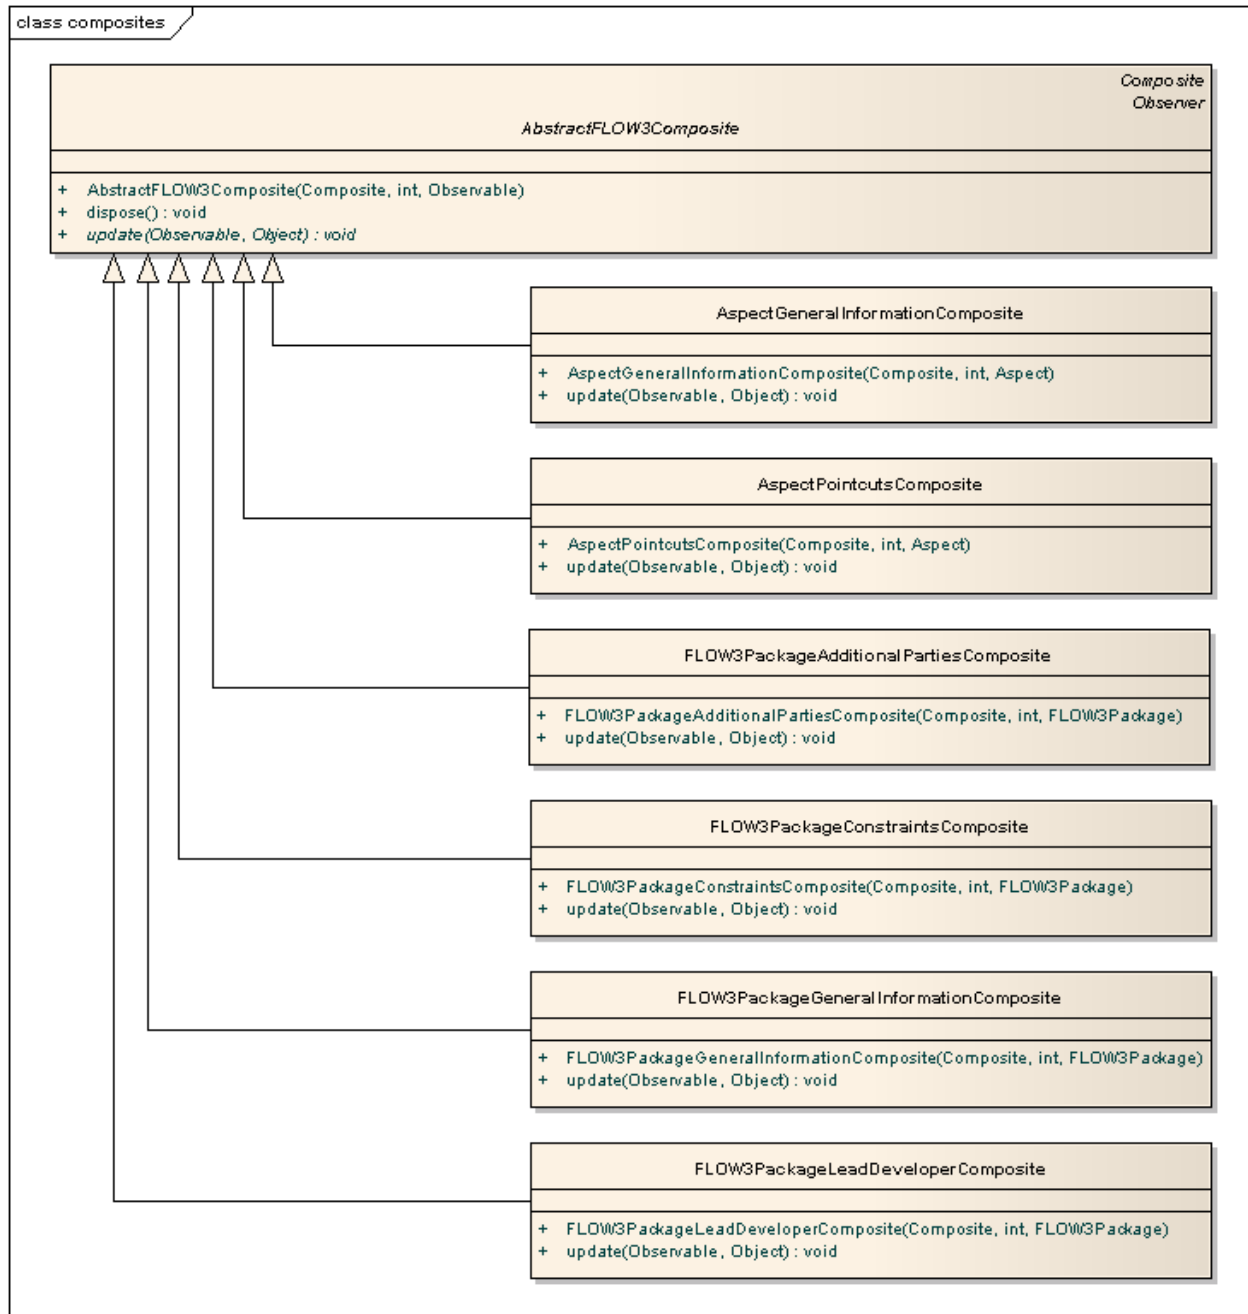 class composites
Composite
Observer
AbstractFLOW3Composite
+ AbstractFLOW3Composite(Composite, int, Observable)
+ dispose() : void
+ update(Observable, Object) : void
AspectGeneralInformationComposite
+ AspectGeneralInformationComposite(Composite, int, Aspect)
+ update(Observable, Object) : void
AspectPointcutsComposite
+ AspectPointcutsComposite(Composite, int, Aspect)
+ update(Observable, Object) : void
FLOW3PackageAdditionalPartiesComposite
+ FLOW3PackageAdditionalPartiesComposite(Composite, int, FLOW3Package)
+ update(Observable, Object) : void
FLOW3PackageConstraintsComposite
+ FLOW3PackageConstraintsComposite(Composite, int, FLOW3Package)
+ update(Observable, Object) : void
FLOW3PackageGeneralInformationComposite
+ FLOW3PackageGeneralInformationComposite(Composite, int, FLOW3Package)
+ update(Observable, Object) : void
FLOW3PackageLeadDeveloperComposite
+ FLOW3PackageLeadDeveloperComposite(Composite, int, FLOW3Package)
+ update(Observable, Object) : void